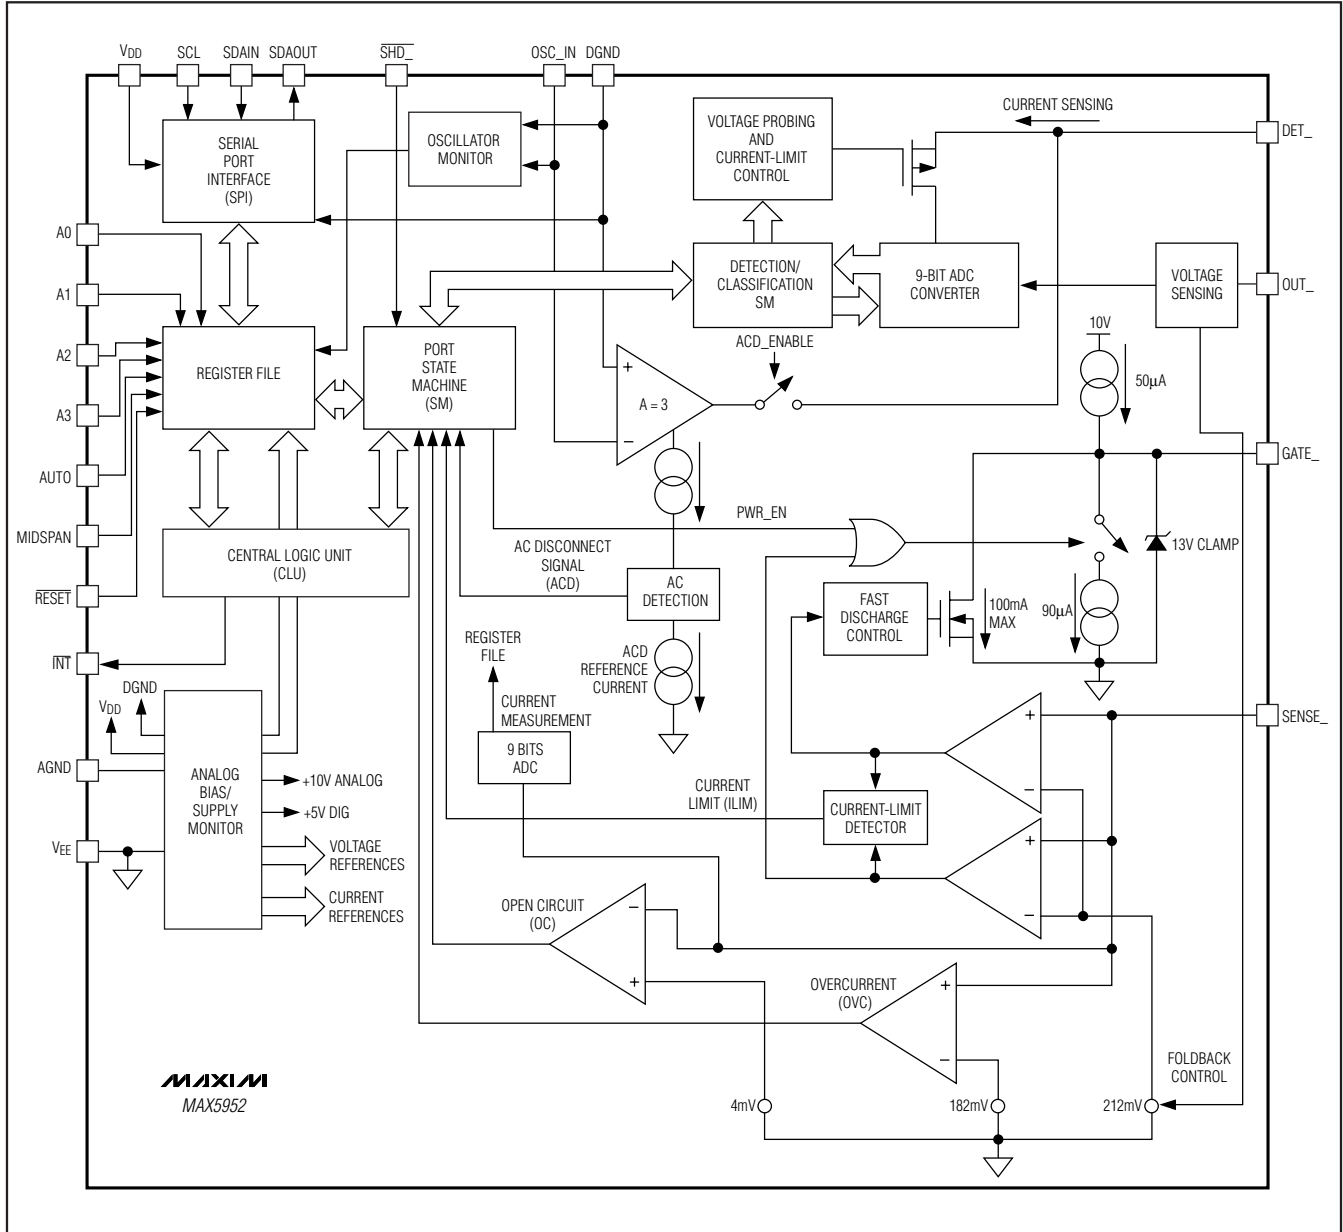 VDD
SCL
SDAIN
SDAOUT
SHD_
OSC_IN
DGND
SERIAL
PORT
INTERFACE
(SPI)
OSCILLATOR
MONITOR
VOLTAGE PROBING
AND
CURRENT-LIMIT
CONTROL
CURRENT SENSING
DET_
A0
A1
A2
A3
AUTO
MIDSPAN
RESET
INT
REGISTER FILE
PORT
STATE
MACHINE
(SM)
DETECTION/
CLASSIFICATION
SM
9-BIT ADC
CONVERTER
VOLTAGE
SENSING
OUT_
ACD_ENABLE
+
A = 3
−
10V
50µA
GATE_
CENTRAL LOGIC UNIT
(CLU)
PWR_EN
AC DISCONNECT
SIGNAL
(ACD)
AC
DETECTION
ACD
REFERENCE
CURRENT
FAST
DISCHARGE
CONTROL
100mA
MAX
90µA
13V CLAMP
REGISTER
FILE
CURRENT
MEASUREMENT
9 BITS
ADC
DGND
VDD
AGND
VEE
ANALOG
BIAS/
SUPPLY
MONITOR
+10V ANALOG
+5V DIG
VOLTAGE
REFERENCES
CURRENT
REFERENCES
CURRENT
LIMIT (ILIM)
CURRENT-LIMIT
DETECTOR
+
−
+
−
SENSE_
OPEN CIRCUIT
(OC)
−
+
OVERCURRENT
(OVC)
+
−
FOLDBACK
CONTROL
4mV
182mV
212mV
MAXIM
MAX5952